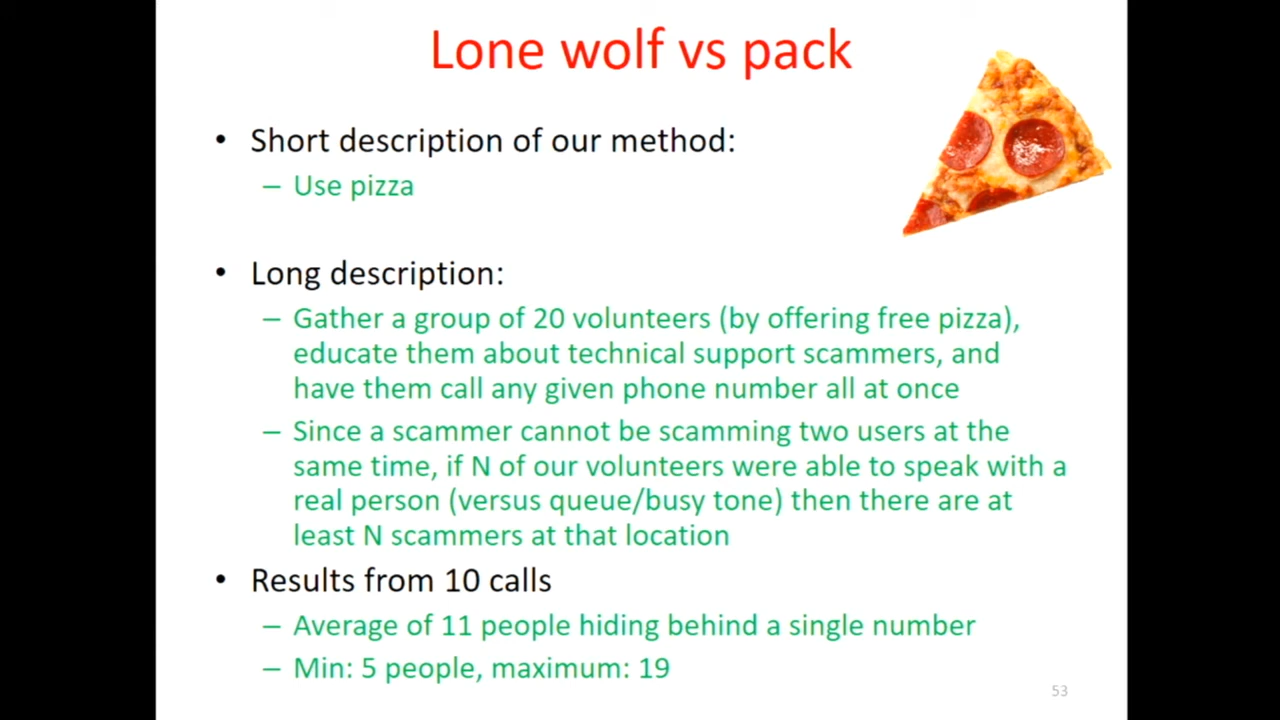 Lone wolf vs pack
• Short description of our method:
– Use pizza
• Long description:
– Gather a group of 20 volunteers (by offering free pizza),
educate them about technical support scammers, and
have them call any given phone number all at once
– Since a scammer cannot be scamming two users at the
same time, if N of our volunteers were able to speak with a
real person (versus queue/busy tone) then there are at
least N scammers at that location
• Results from 10 calls
– Average of 11 people hiding behind a single number
– Min: 5 people, maximum: 19
53